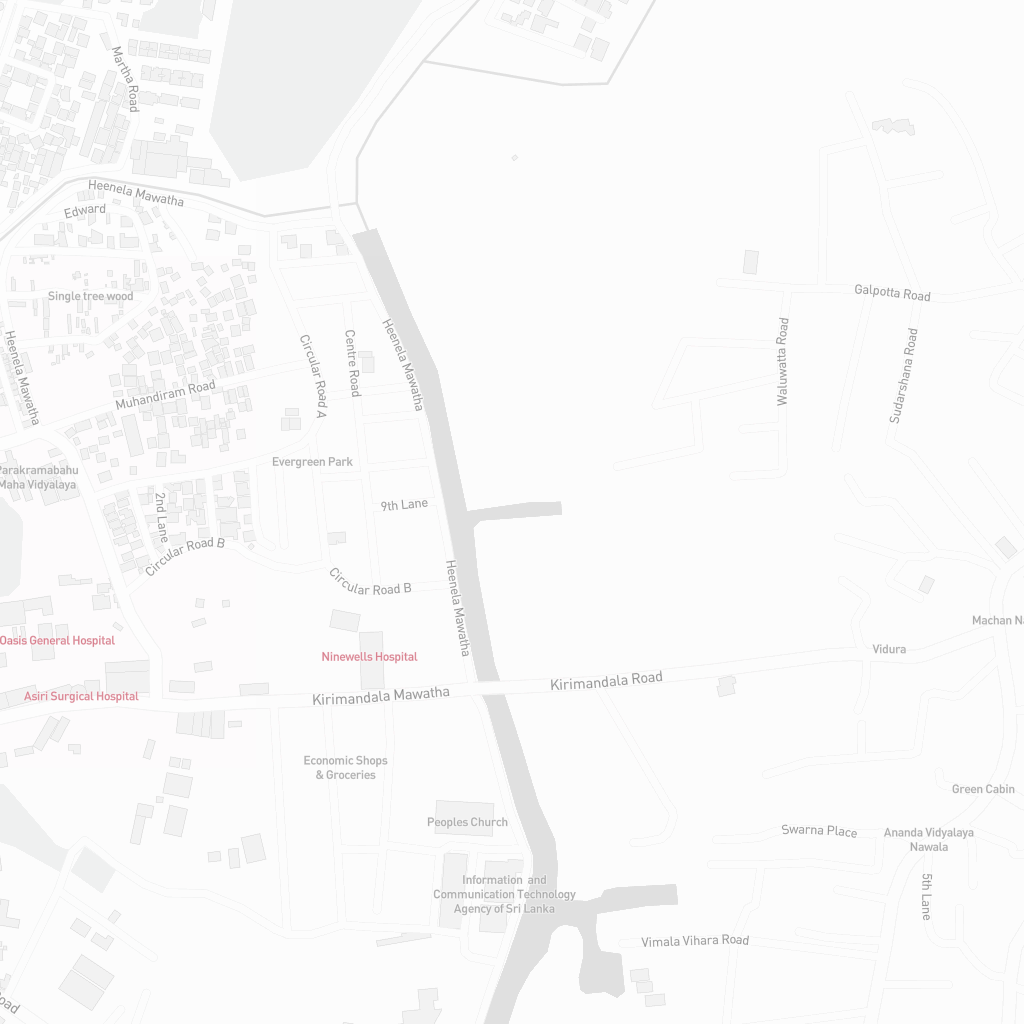 Martha Road
Heenela Mawatha
Edward
Single tree wood
Galpotta Road
Heenela Mawatha
Heenela Mawatha
Circular Road A
Centre Road
Waluwatta Road
Sudarshana Road
Muhandiram Road
Evergreen Park
Parakramabahu
Maha Vidyalaya
9th Lane
2nd Lane
Circular Road B
Circular Road B
Heenela Mawatha
Oasis General Hospital
Ninewells Hospital
Machan Na
Vidura
Asiri Surgical Hospital
Kirimandala Mawatha
Kirimandala Road
Economic Shops
& Groceries
Green Cabin
Peoples Church
Swarna Place
Ananda Vidyalaya
Nawala
Information and
Communication Technology
Agency of Sri Lanka
5th Lane
Vimala Vihara Road
Road